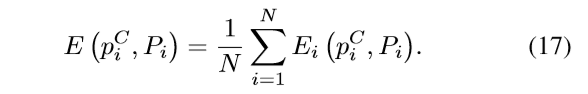 E (p_i^C, P_i) = \frac{1}{N} \sum_{i=1}^{N} E_i (p_i^C, P_i). (17)